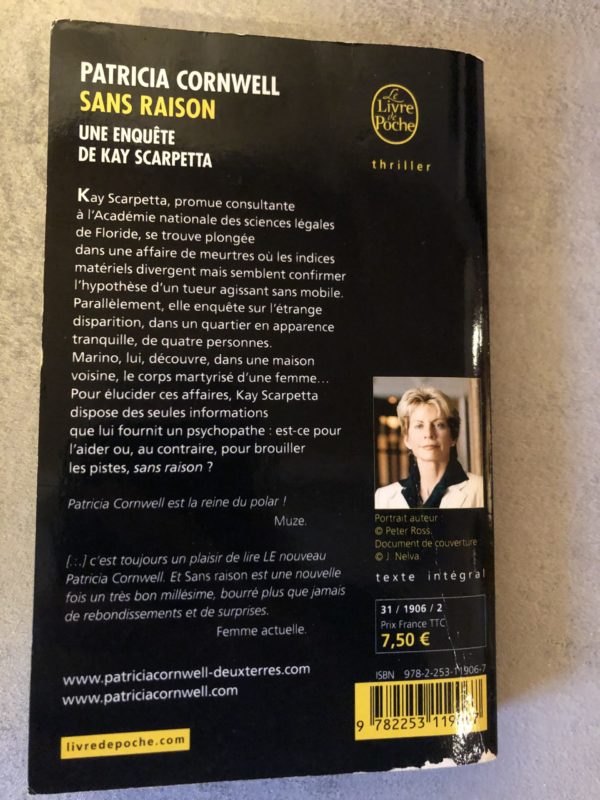 PATRICIA CORNWELL
SANS RAISON
UNE ENQUÊTE
DE KAY SCARPETTA
Le
Livre
de
Poche
thriller
Kay Scarpetta, promue consultante
à l'Académie nationale des sciences légales
de Floride, se trouve plongée
dans une affaire de meurtres où les indices
matériels divergent mais semblent confirmer
l'hypothèse d'un tueur agissant sans mobile.
Parallèlement, elle enquête sur l'étrange
disparition, dans un quartier en apparence
tranquille, de quatre personnes.
Marino, lui, découvre, dans une maison
voisine, le corps martyrisé d'une femme...
Pour élucider ces affaires, Kay Scarpetta
dispose des seules informations
que lui fournit un psychopathe : est-ce pour
l'aider ou, au contraire, pour brouiller
les pistes, sans raison ?
Patricia Cornwell est la reine du polar !
Muze.
[...] c'est toujours un plaisir de lire LE nouveau
Patricia Cornwell. Et Sans raison est une nouvelle
fois un très bon millésime, bourré plus que jamais
de rebondissements et de surprises.
Femme actuelle.
www.patriciacornwell-deuxterres.com
www.patriciacornwell.com
livredepoche.com
Portrait auteur :
© Peter Ross.
Document de couverture :
© J. Nelva.
texte intégral
31 / 1906 / 2
Prix France TTC
7,50 €
ISBN 978-2-253-11906-7
9 782253 119067